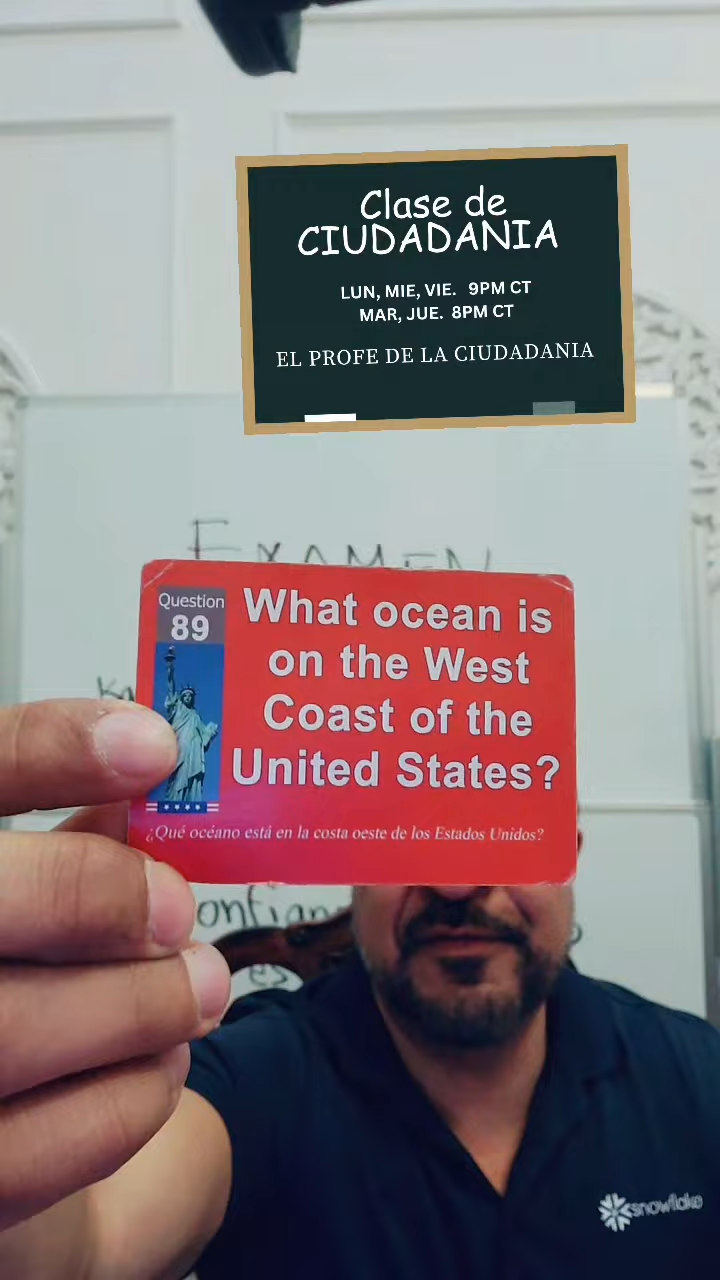 Clase de
CIUDADANIA
LUN, MIE, VIE. 9PM CT
MAR, JUE. 8PM CT
EL PROFE DE LA CIUDADANIA
EXAMEN
Question
89
What ocean is
on the West
Coast of the
United States?
¿Qué océano está en la costa oeste de los Estados Unidos?
es
snowflake